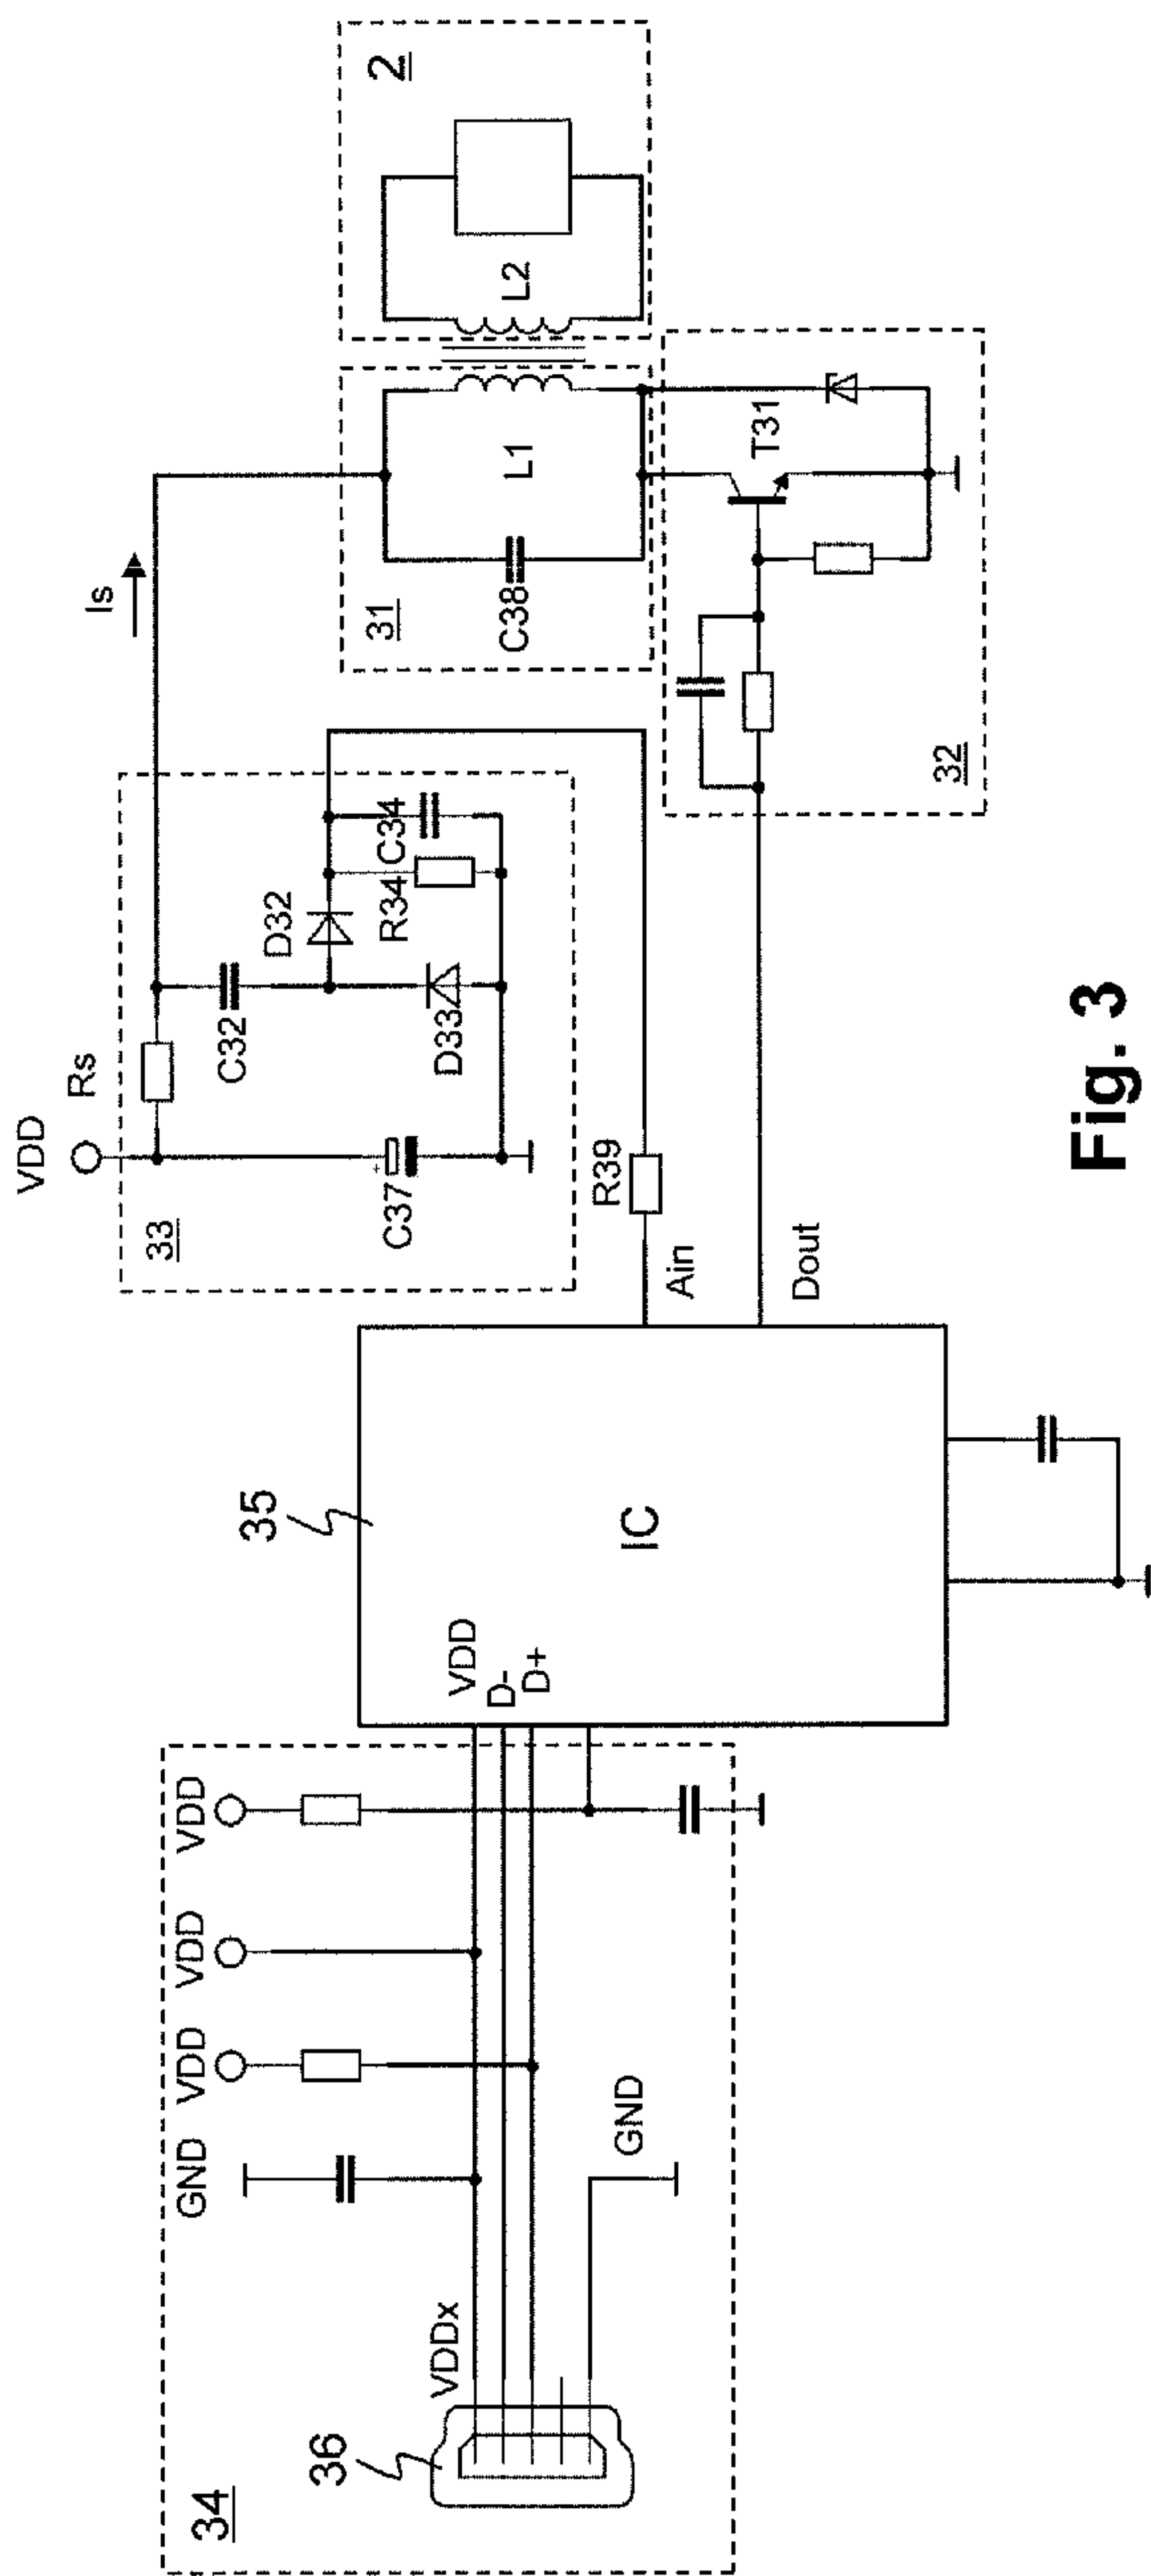 34
36
VDDx
GND
GND
VDD
VDD
VDD
VDD
D-
D+
35
IC
Ain
Dout
R39
33
VDD
Rs
C37
C32
D33
D32
R34
C34
Is
31
C38
L1
L2
2
32
T31
Fig. 3